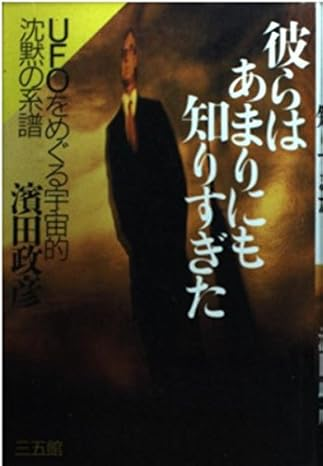 彼らは
あまりにも
知りすぎた
UFOをめぐる宇宙的
沈黙の系譜
濱田政彦
三五館